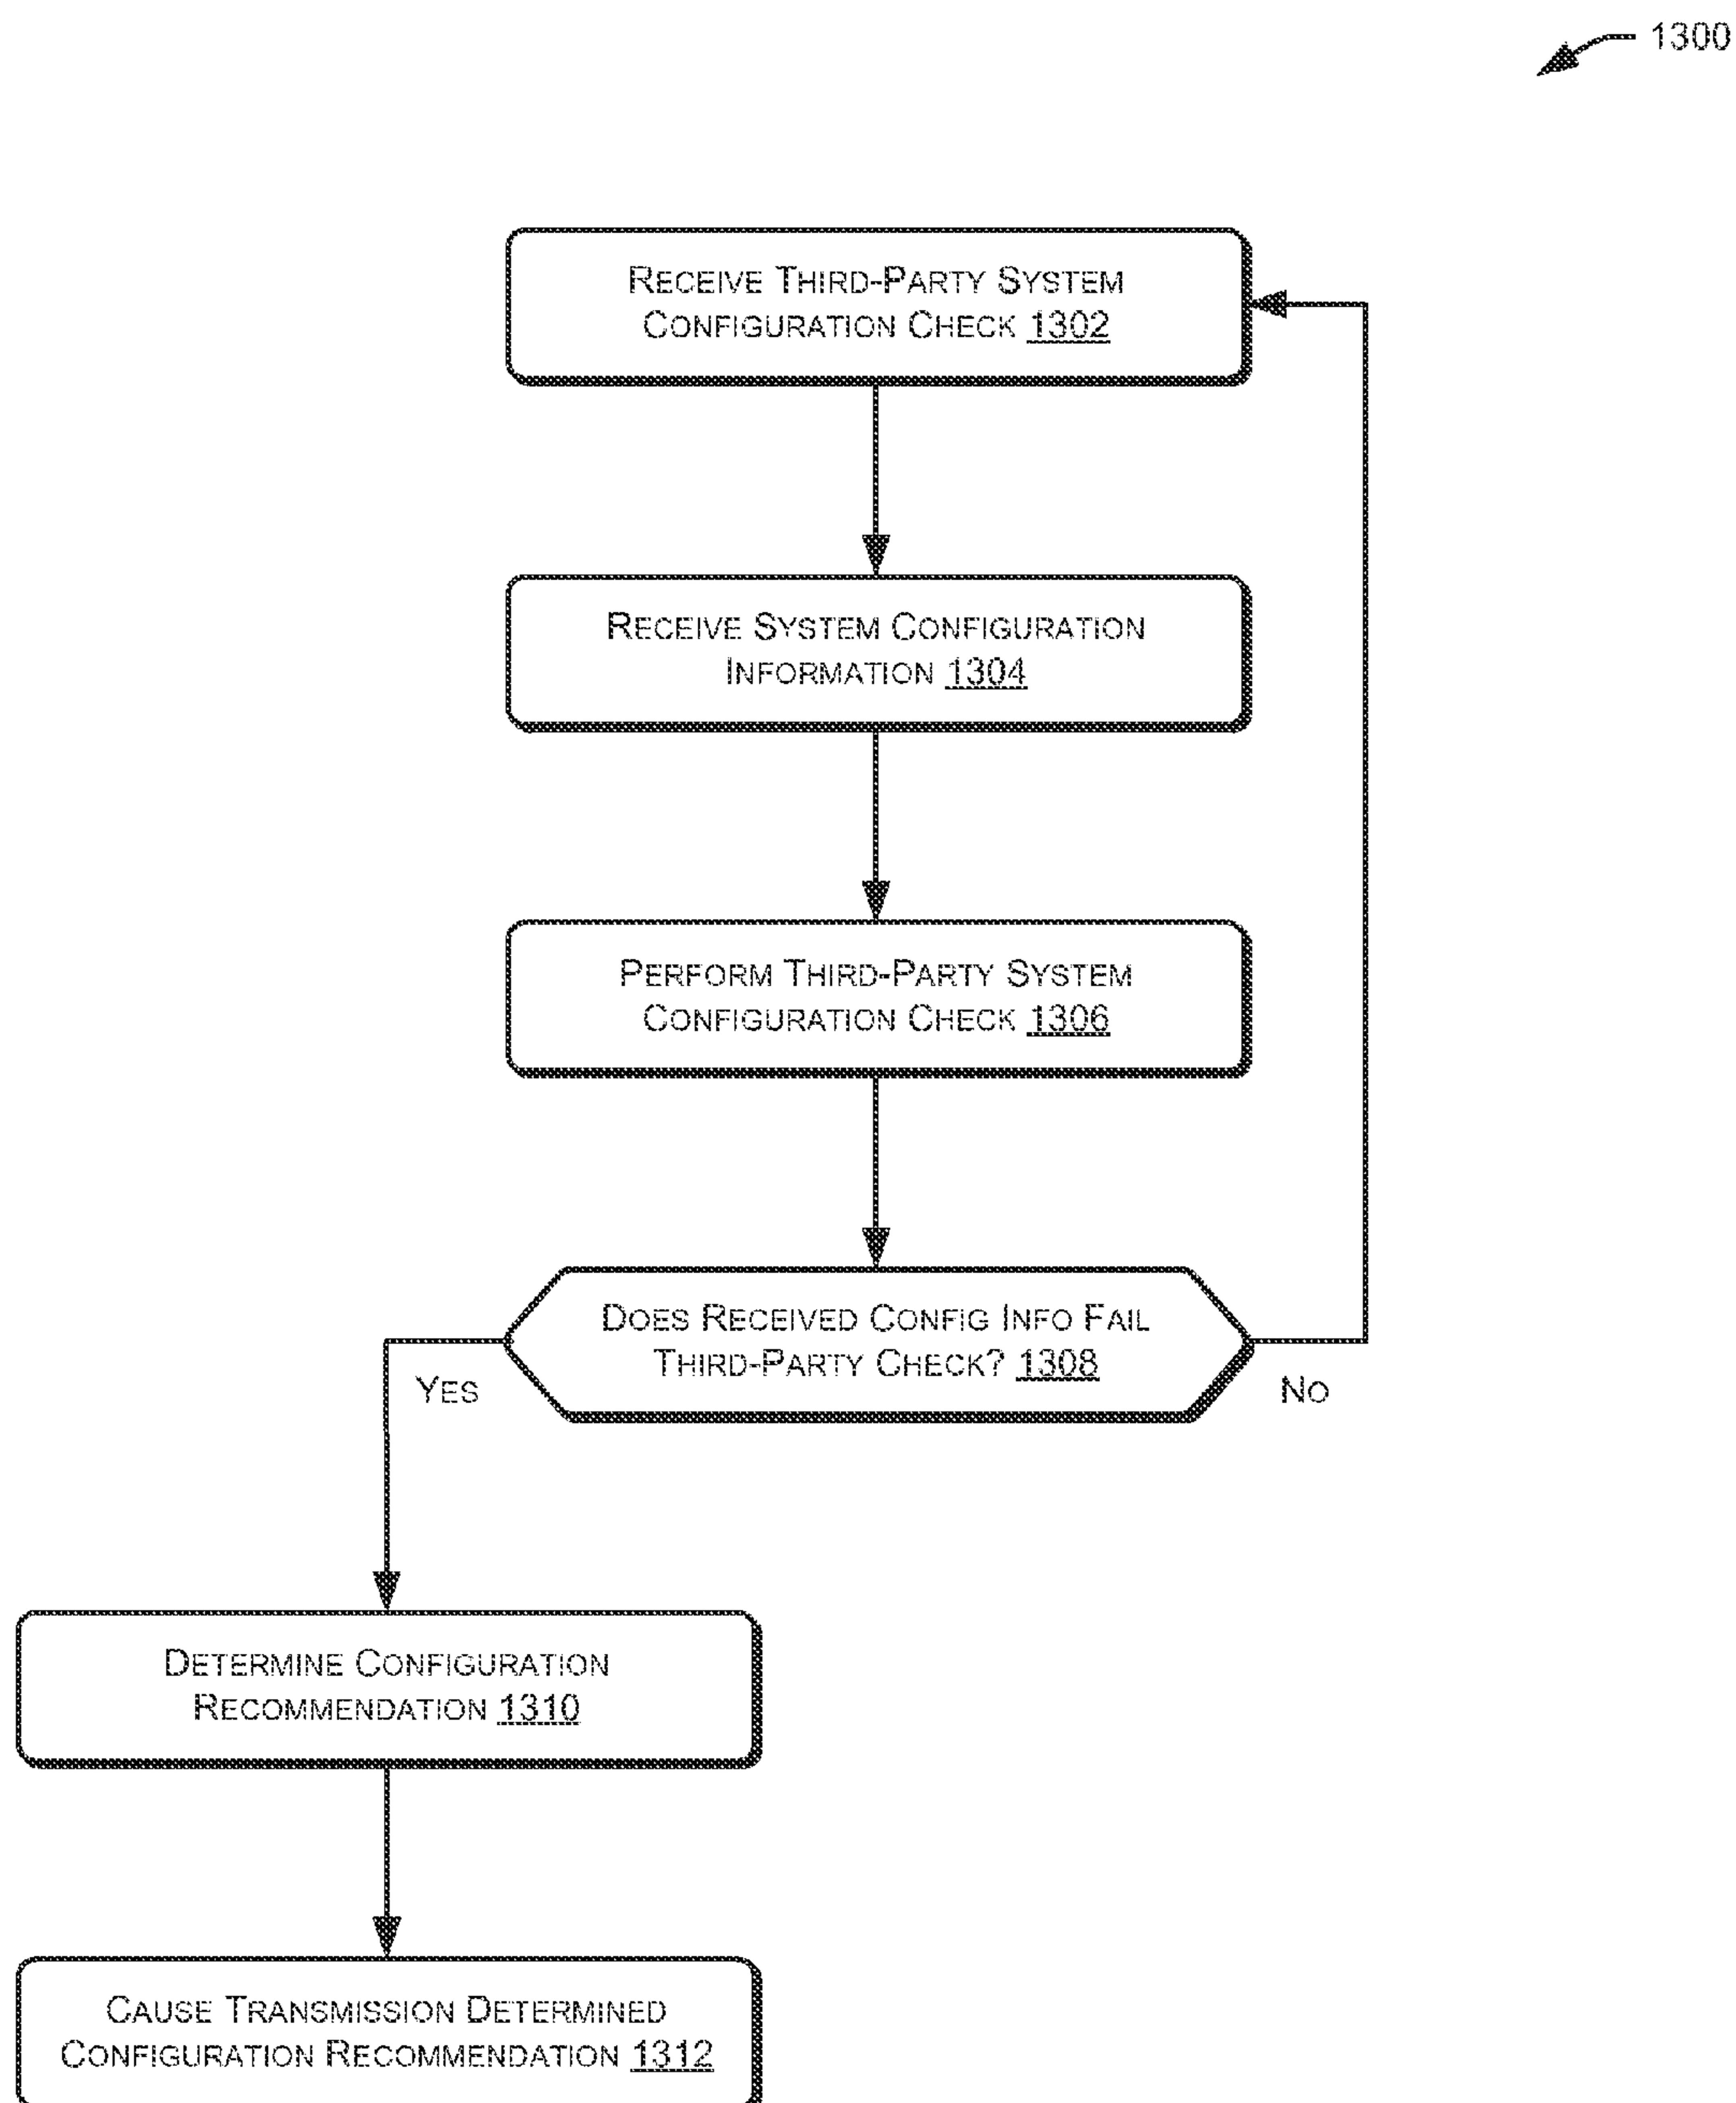 1300
RECEIVE THIRD-PARTY SYSTEM
CONFIGURATION CHECK 1302
RECEIVE SYSTEM CONFIGURATION
INFORMATION 1304
PERFORM THIRD-PARTY SYSTEM
CONFIGURATION CHECK 1306
DOES RECEIVED CONFIG INFO FAIL
THIRD-PARTY CHECK? 1308
YES
NO
DETERMINE CONFIGURATION
RECOMMENDATION 1310
CAUSE TRANSMISSION DETERMINED
CONFIGURATION RECOMMENDATION 1312